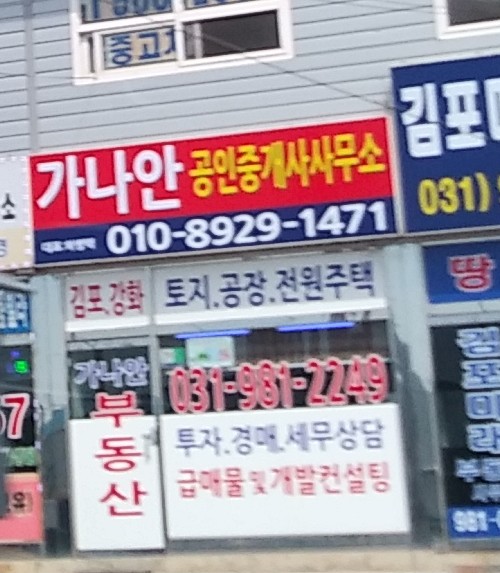 중고
가나안 공인중개사사무소
010-8929-1471
김포
031)
김포.강화
토지.공장.전원주택
땅
가나안
부동산
031-981-2249
투자.경매.세무상담
급매물 및 개발컨설팅
7
981-